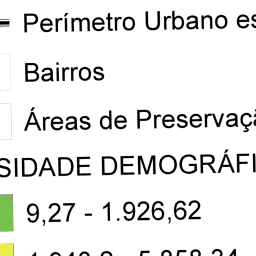 Perímetro Urbano es
Bairros
Áreas de Preservaçã
SIDADE DEMOGRÁFI
9,27 - 1.926,62